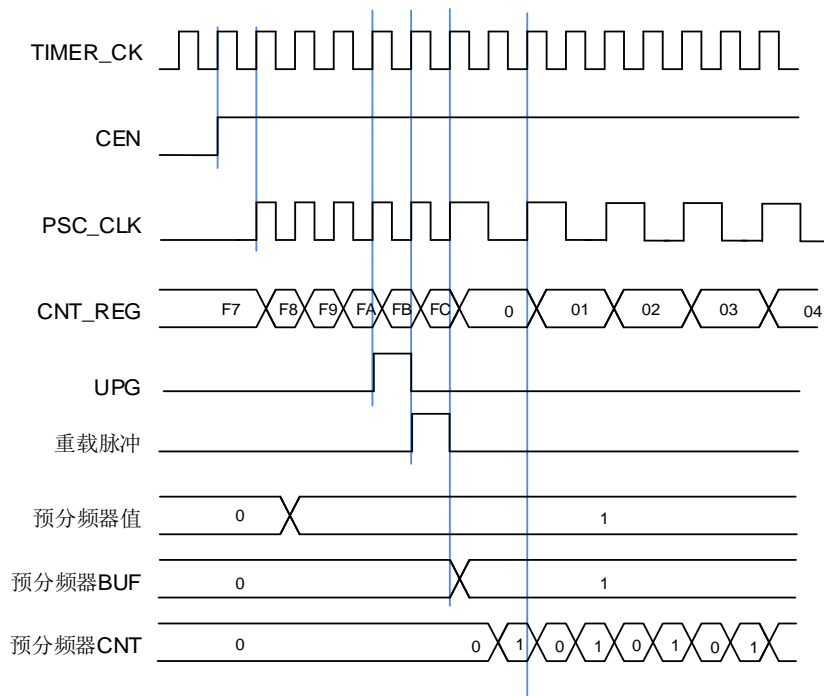 TIMER_CK
CEN
PSC_CLK
CNT_REG F7 F8 F9 FA FB FC 0 01 02 03 04
UPG
重载脉冲
预分频器值 0 1
预分频器BUF 0 1
预分频器CNT 0 0 1 0 1 0 1 0 1